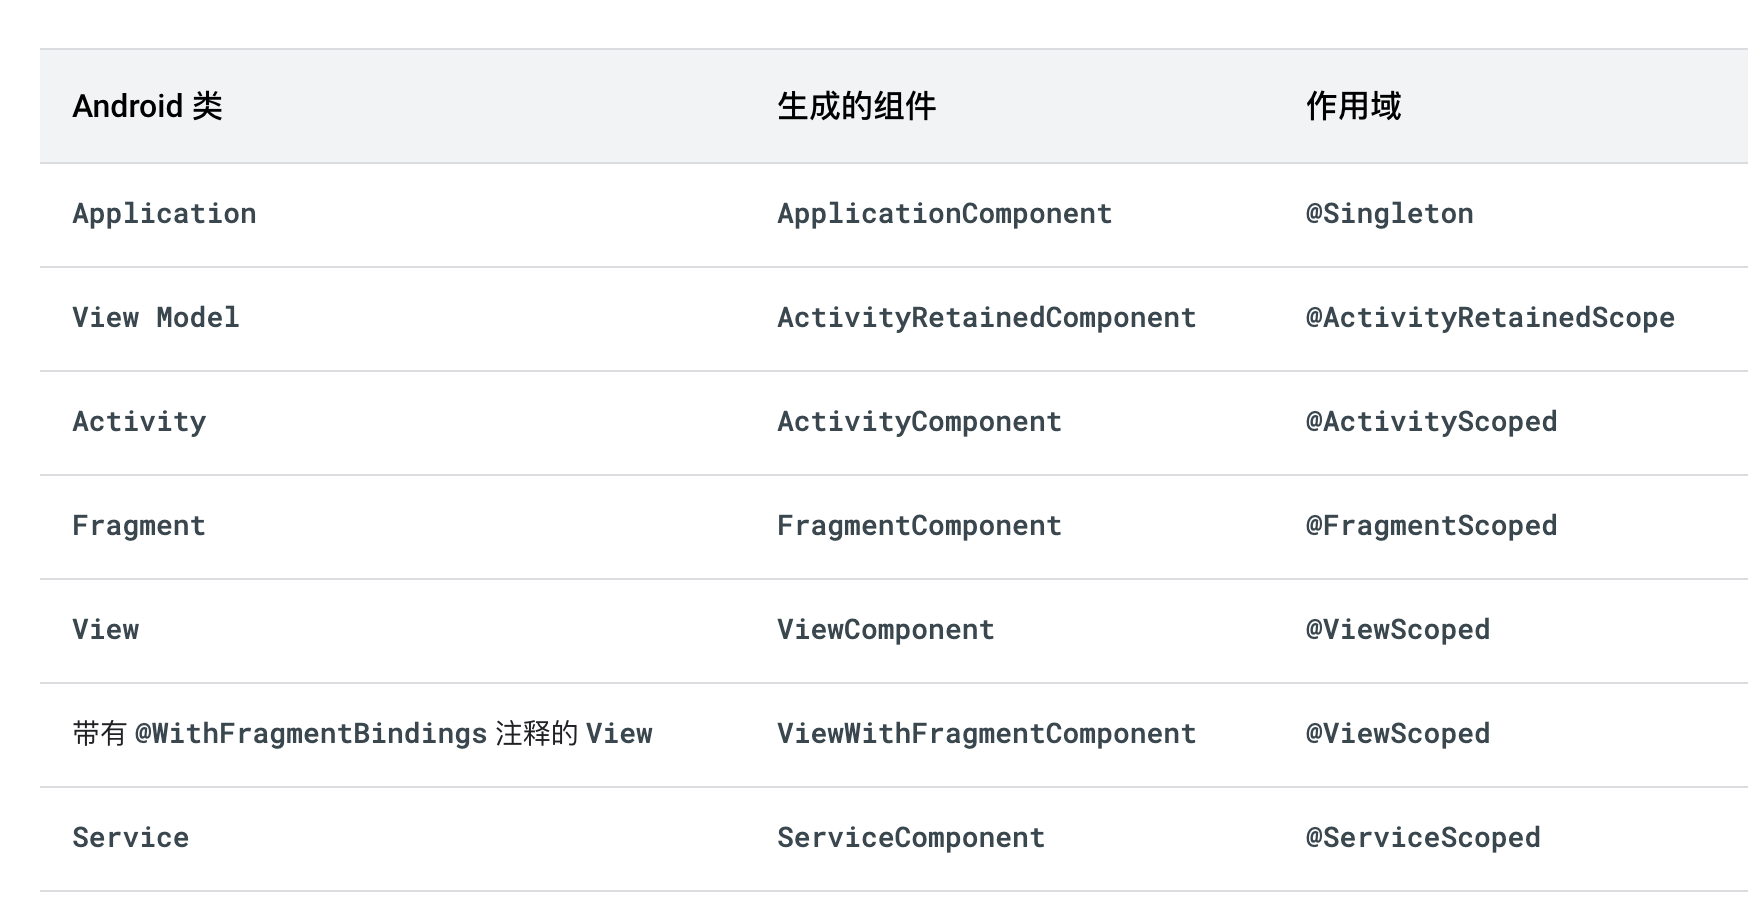 Android 类 生成的组件 作用域
Application ApplicationComponent @Singleton
View Model ActivityRetainedComponent @ActivityRetainedScope
Activity ActivityComponent @ActivityScoped
Fragment FragmentComponent @FragmentScoped
View ViewComponent @ViewScoped
带有 @WithFragmentBindings 注释的 View ViewWithFragmentComponent @ViewScoped
Service ServiceComponent @ServiceScoped